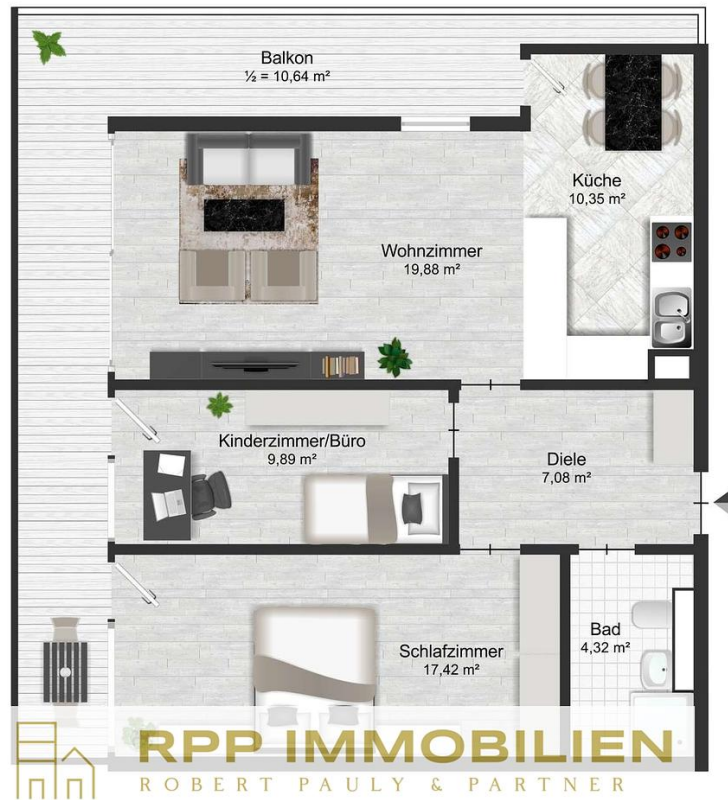 Balkon
½ = 10,64 m²
Küche
10,35 m²
Wohnzimmer
19,88 m²
Kinderzimmer/Büro
9,89 m²
Diele
7,08 m²
Schlafzimmer
17,42 m²
Bad
4,32 m²
RPP IMMOBILIEN
ROBERT PAULY & PARTNER